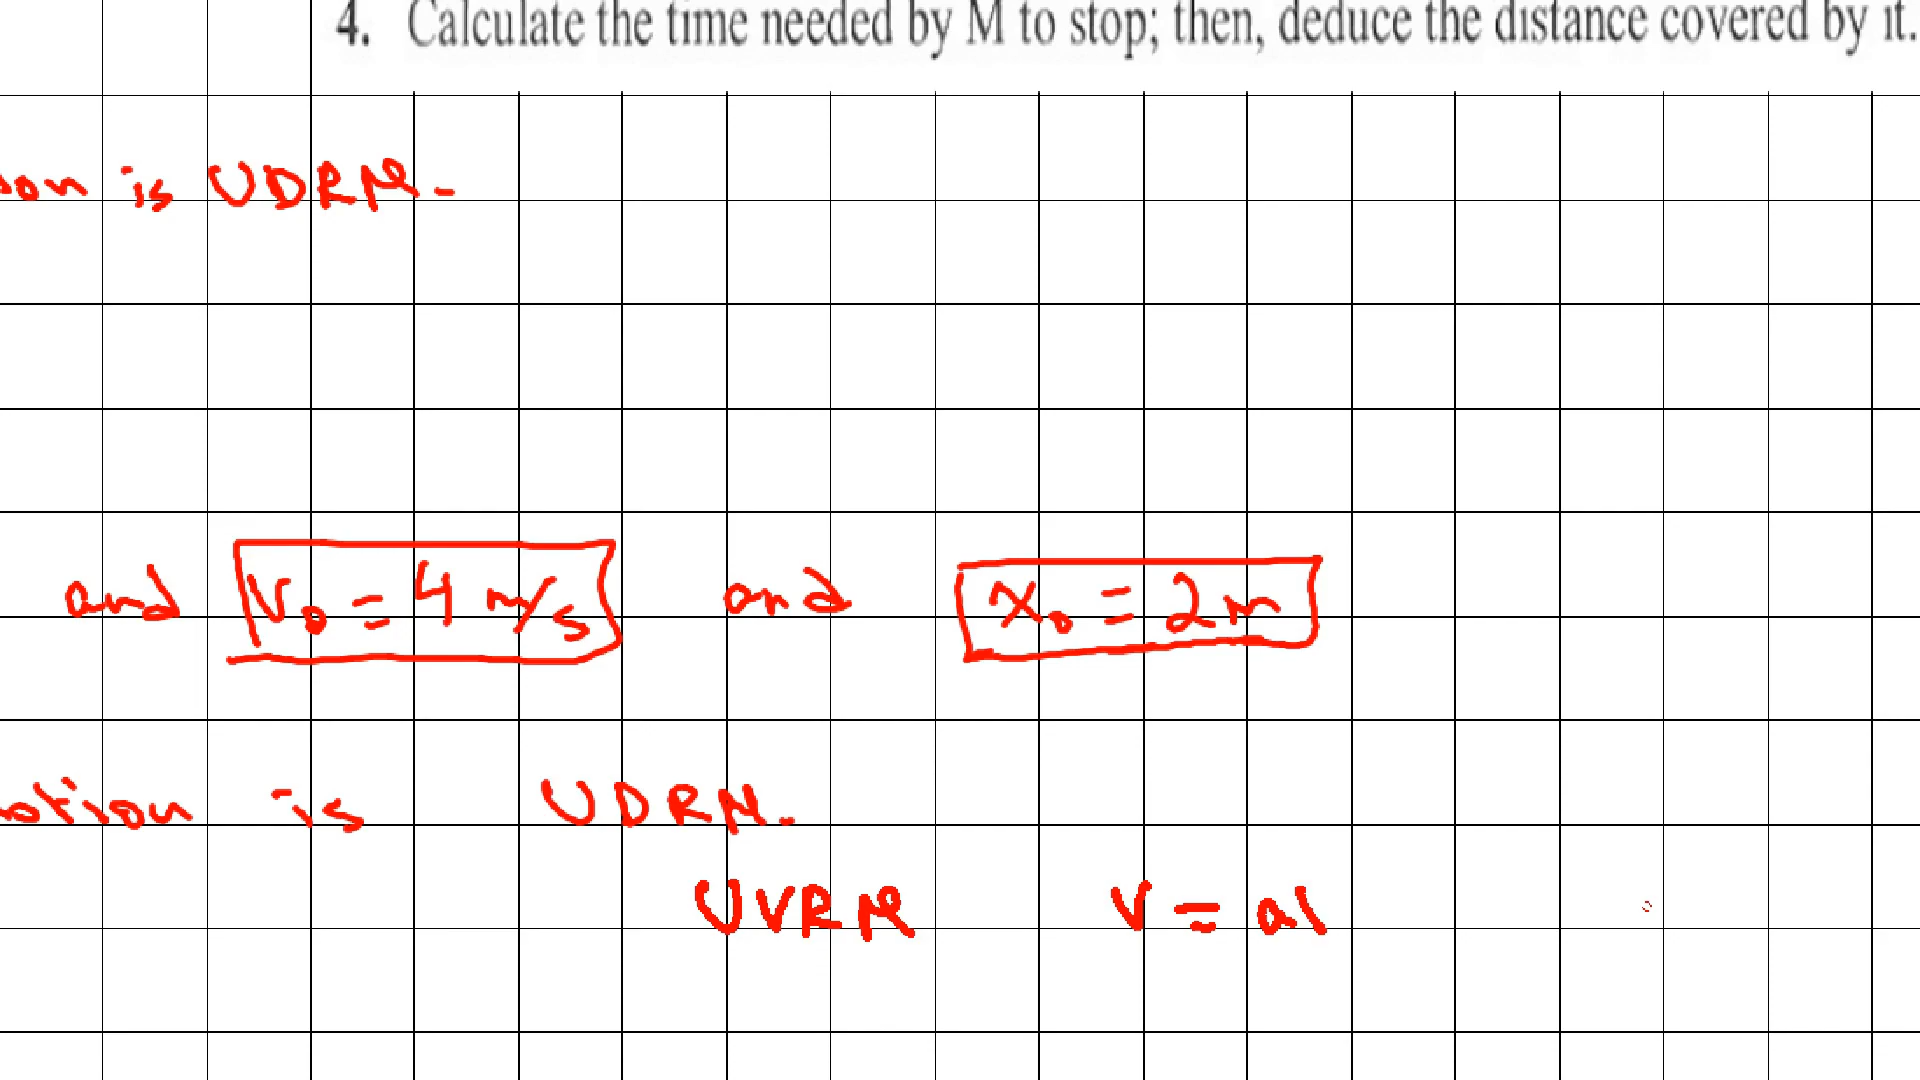 4. Calculate the time needed by M to stop; then, deduce the distance covered by it.
is UDRM.
and V₀ = 4 m/s and x₀ = 2m
is UDRM.
UVRM V = a